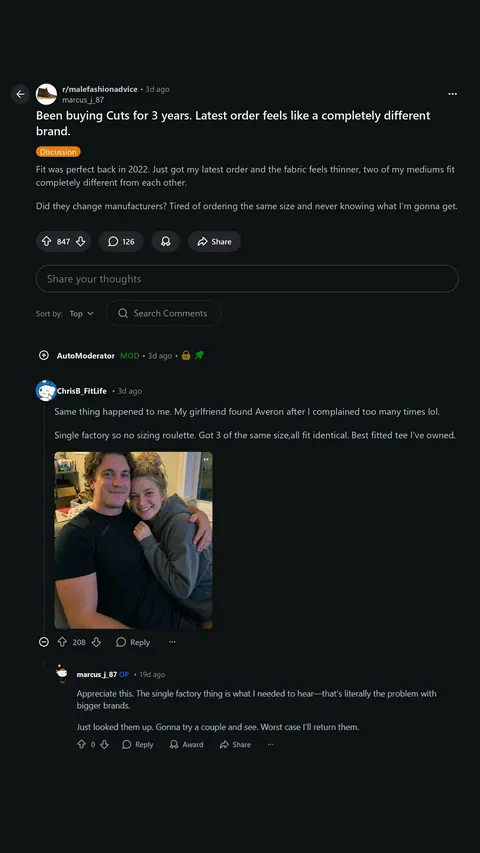 r/malefashionadvice • 3d ago
marcus_j_87
Been buying Cuts for 3 years. Latest order feels like a completely different
brand.
Discussion
Fit was perfect back in 2022. Just got my latest order and the fabric feels thinner, two of my mediums fit
completely different from each other.
Did they change manufacturers? Tired of ordering the same size and never knowing what I'm gonna get.
847 126 Share
Share your thoughts
Sort by: Top Search Comments
AutoModerator MOD • 3d ago •
ChrisB_FitLife • 3d ago
Same thing happened to me. My girlfriend found Averon after I complained too many times lol.
Single factory so no sizing roulette. Got 3 of the same size,all fit identical. Best fitted tee I've owned.
208 Reply
marcus_j_87 OP • 19d ago
Appreciate this. The single factory thing is what I needed to hear—that's literally the problem with
bigger brands.
Just looked them up. Gonna try a couple and see. Worst case I'll return them.
0 Reply Award Share